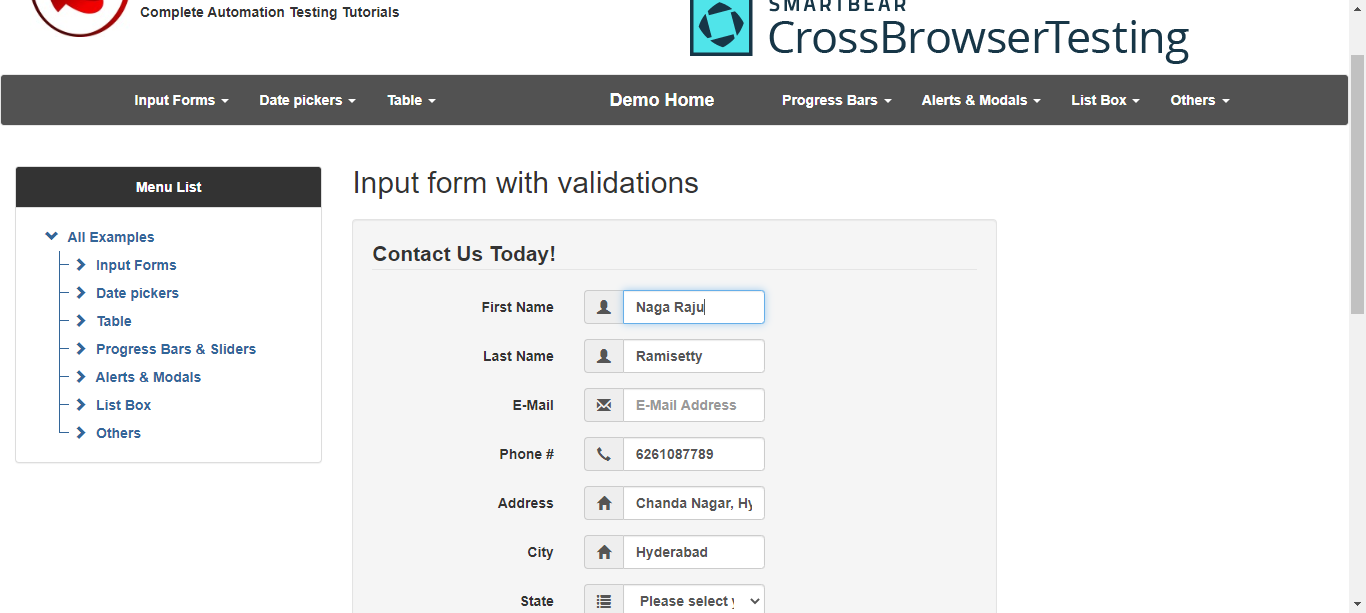 Complete Automation Testing Tutorials
SMARTBEAR
CrossBrowserTesting
Input Forms Date pickers Table Demo Home Progress Bars Alerts & Modals List Box Others
Menu List
All Examples
Input Forms
Date pickers
Table
Progress Bars & Sliders
Alerts & Modals
List Box
Others
Input form with validations
Contact Us Today!
First Name Naga Raju
Last Name Ramisetty
E-Mail E-Mail Address
Phone # 6261087789
Address Chanda Nagar, Hy
City Hyderabad
State Please select y